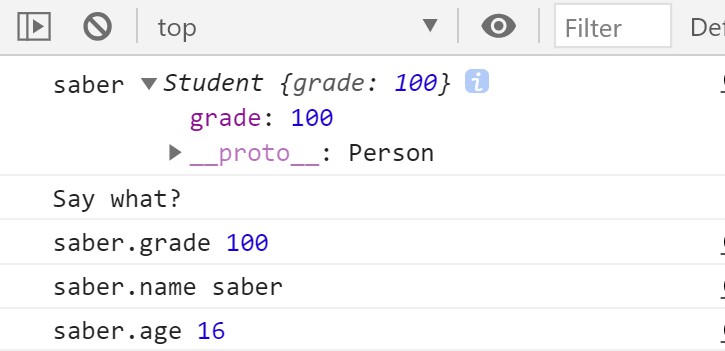 top Filter De
saber Student {grade: 100} i
grade: 100
__proto__: Person
Say what?
saber.grade 100
saber.name saber
saber.age 16